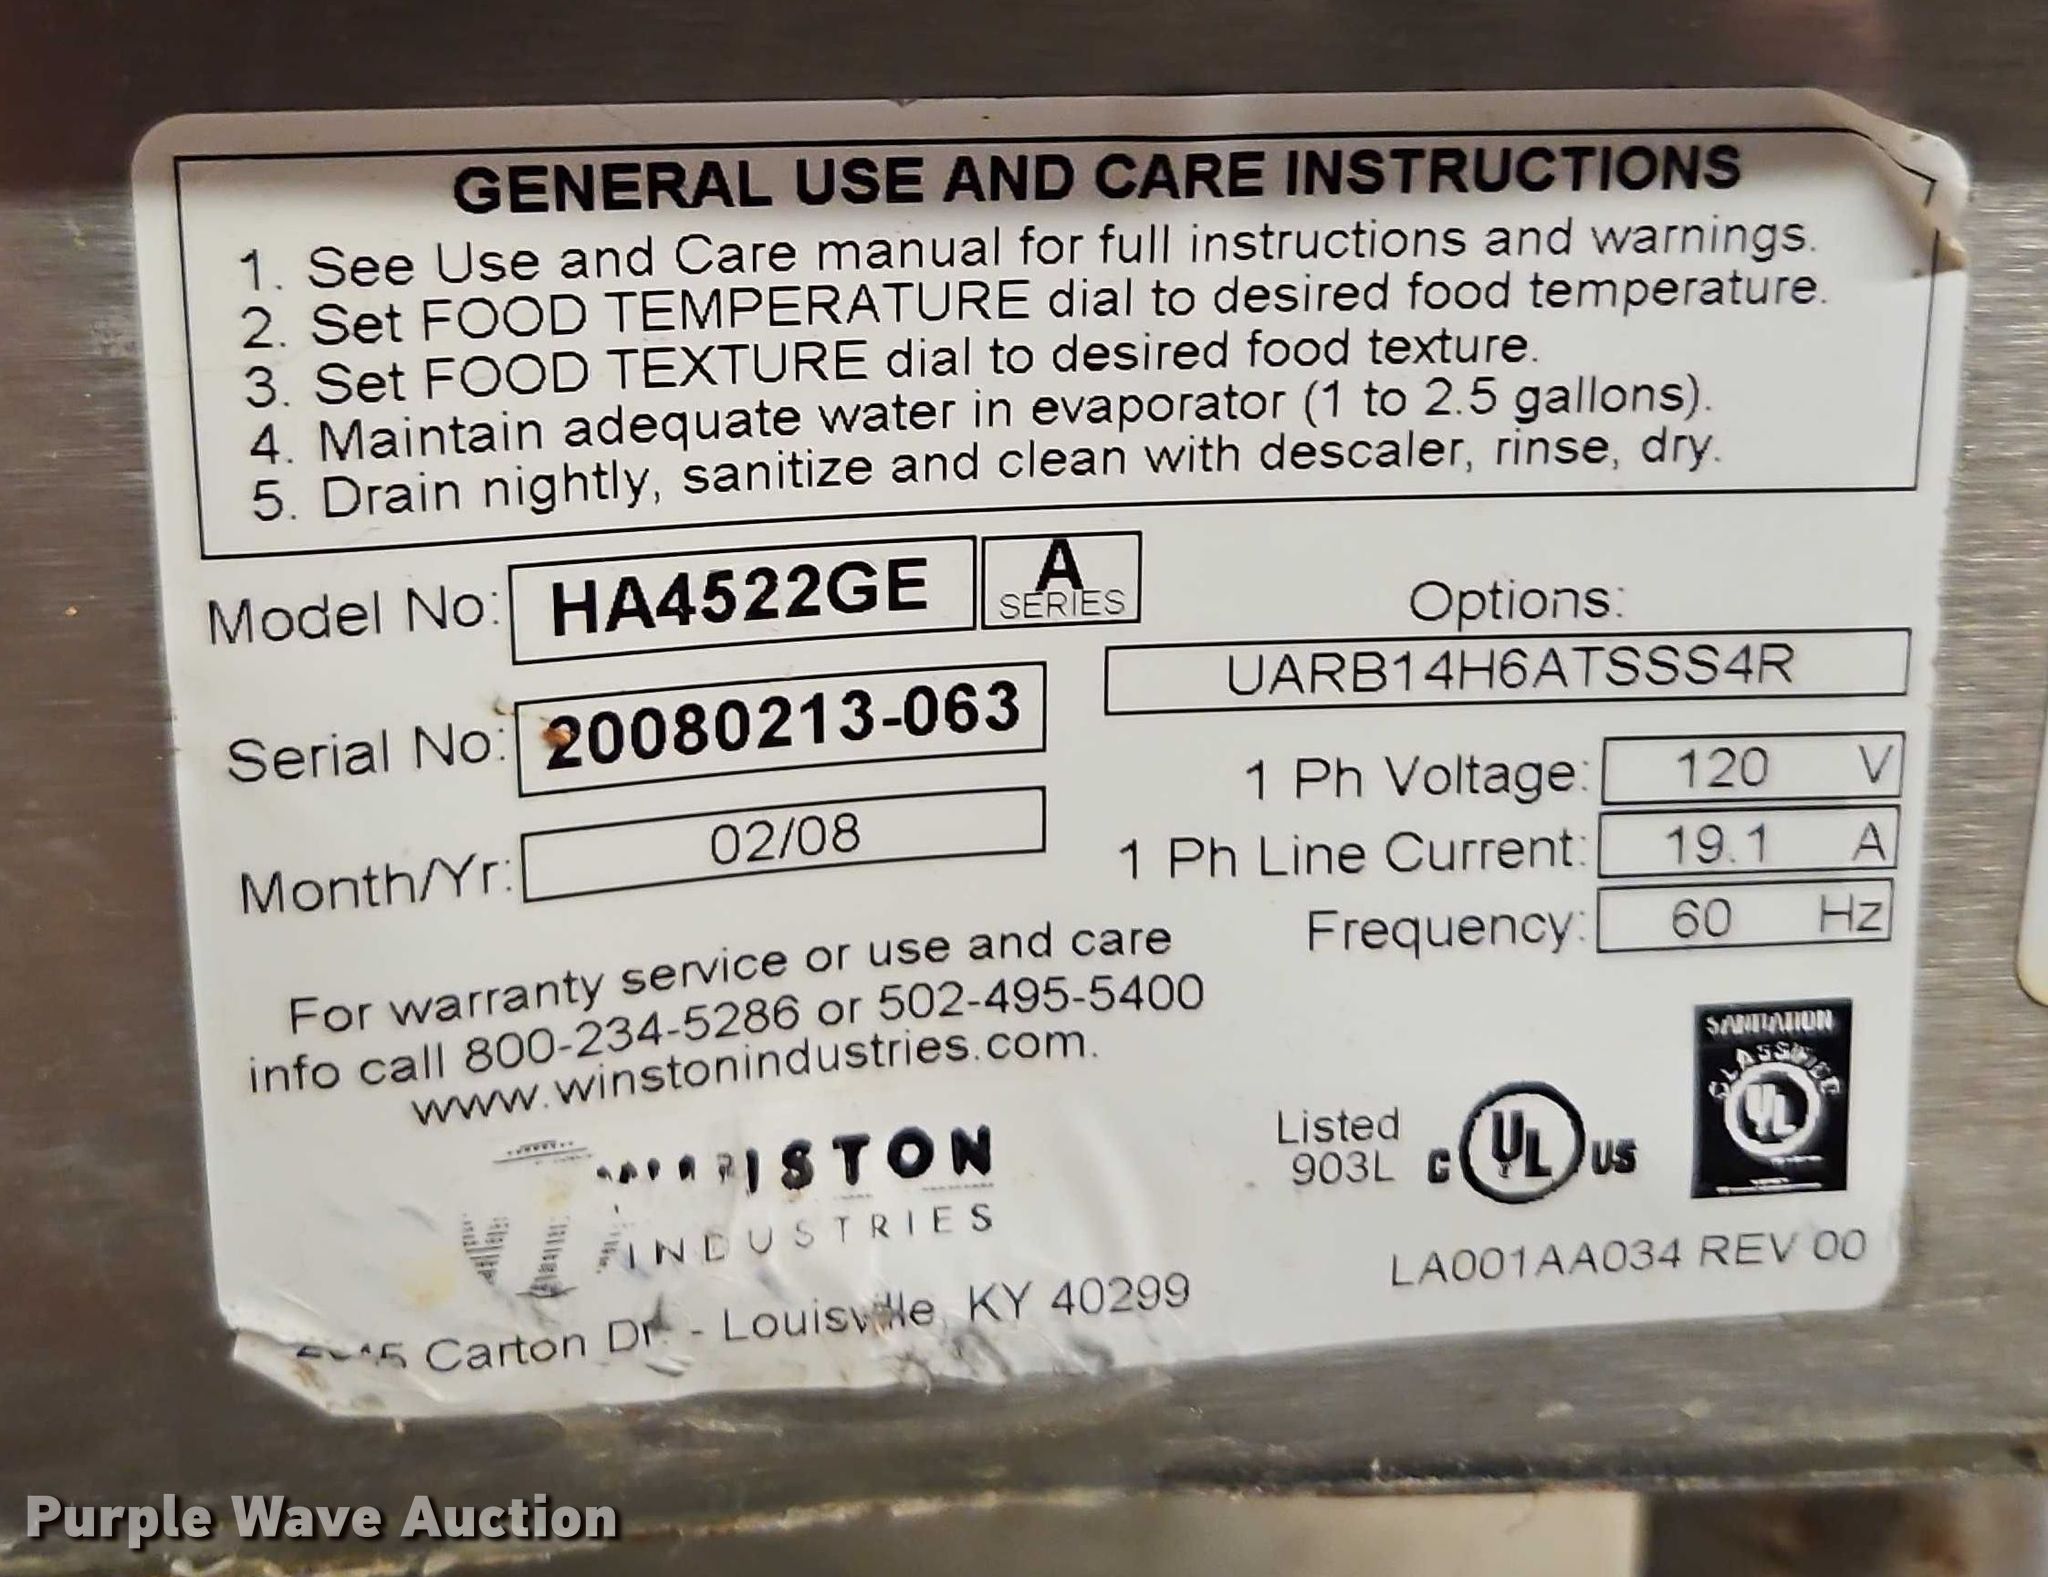 GENERAL USE AND CARE INSTRUCTIONS
1. See Use and Care manual for full instructions and warnings.
2. Set FOOD TEMPERATURE dial to desired food temperature.
3. Set FOOD TEXTURE dial to desired food texture.
4. Maintain adequate water in evaporator (1 to 2.5 gallons).
5. Drain nightly, sanitize and clean with descaler, rinse, dry.
Model No: HA4522GE A SERIES
Serial No: 20080213-063
Month/Yr: 02/08
Options:
UARB14H6ATSSS4R
1 Ph Voltage: 120 V
1 Ph Line Current: 19.1 A
Frequency: 60 Hz
For warranty service or use and care
info call 800-234-5286 or 502-495-5400
www.winstonindustries.com.
INDUSTRIES
Carton Dr. - Louisville, KY 40299
Listed
903L
C UL US
SANITATION
CLASSIFIED
UL
LA001AA034 REV 00
Purple Wave Auction